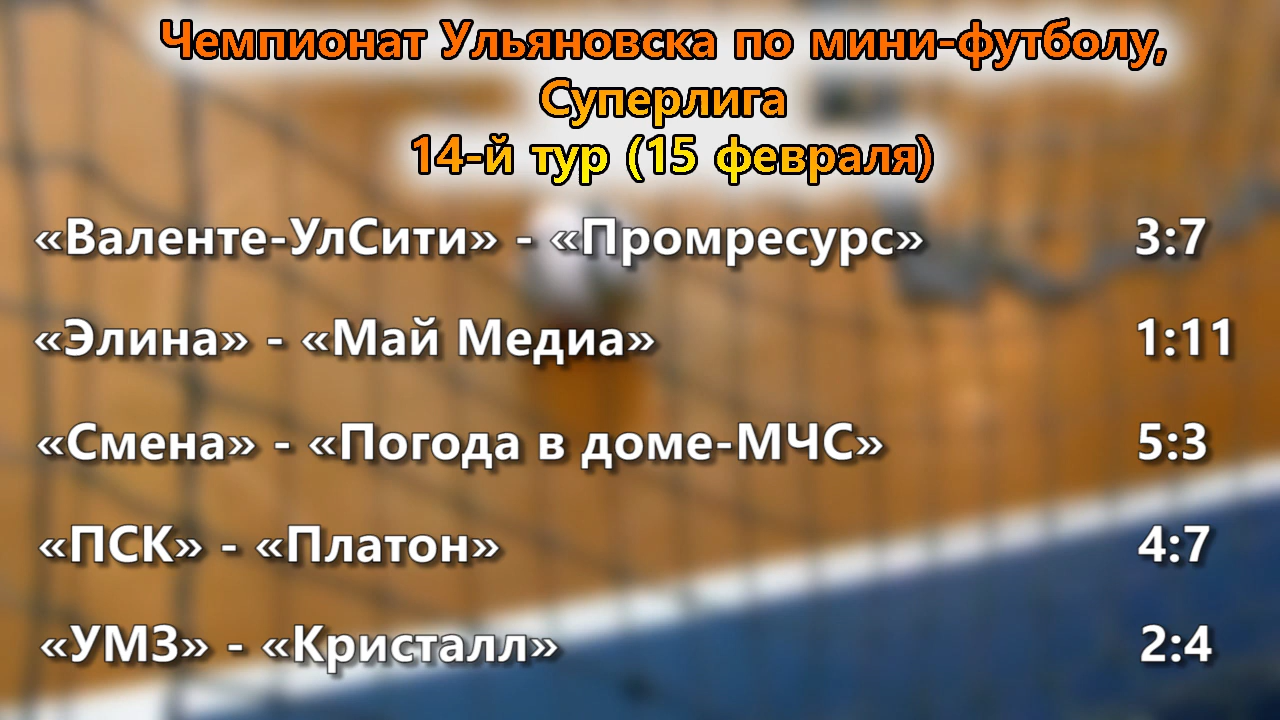 Чемпионат Ульяновска по мини-футболу,
Суперлига
14-й тур (15 февраля)
«Валенте-УлСити» - «Промресурс» 3:7
«Элина» - «Май Медиа» 1:11
«Смена» - «Погода в доме-МЧС» 5:3
«ПСК» - «Платон» 4:7
«УМЗ» - «Кристалл» 2:4